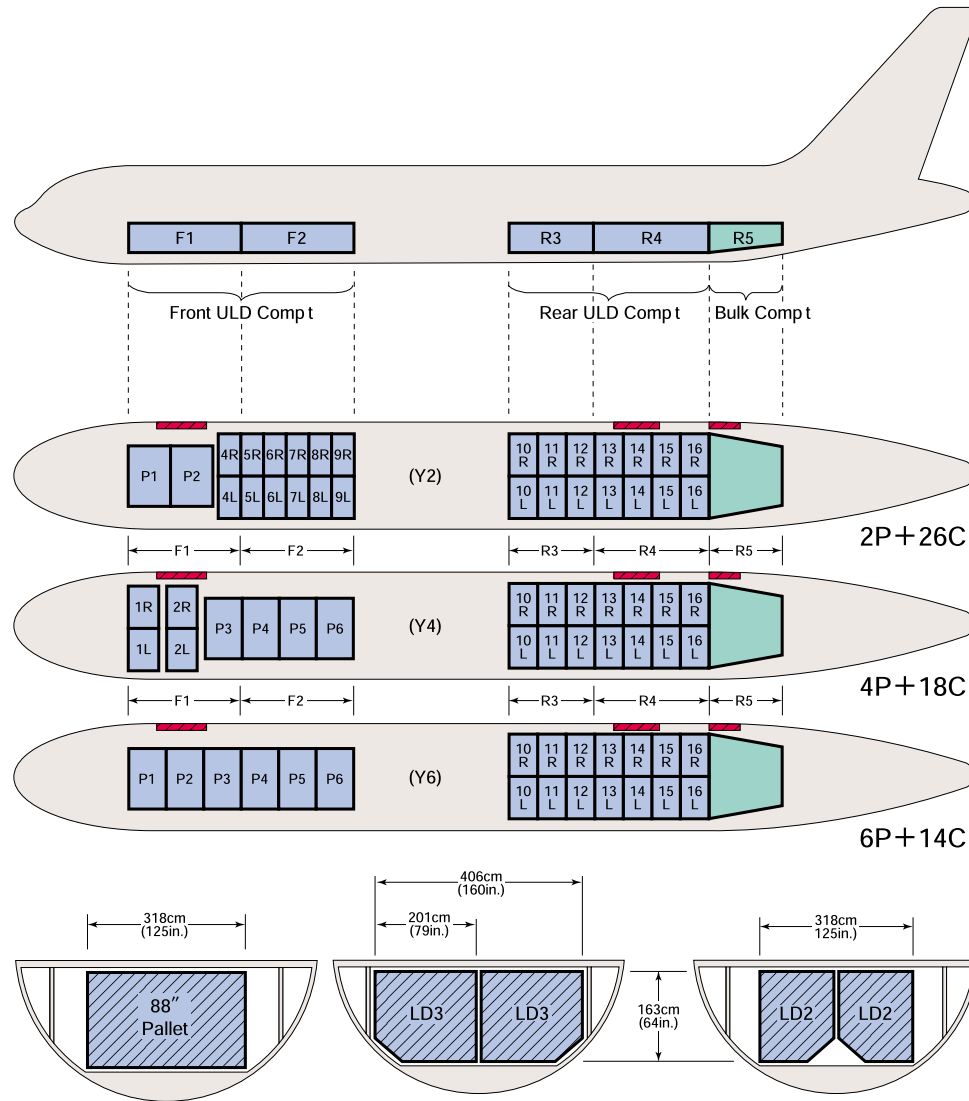 F1 F2 R3 R4 R5
Front ULD Compt Rear ULD Compt Bulk Compt
4R 5R 6R 7R 8R 9R 10 R 11 R 12 R 13 R 14 R 15 R 16 R
P1 P2 (Y2)
4L 5L 6L 7L 8L 9L 10 L 11 L 12 L 13 L 14 L 15 L 16 L
2P+26C
F1 F2 R3 R4 R5
1R 2R 10 R 11 R 12 R 13 R 14 R 15 R 16 R
P3 P4 P5 P6 (Y4)
1L 2L 10 L 11 L 12 L 13 L 14 L 15 L 16 L
4P+18C
F1 F2 R3 R4 R5
10 R 11 R 12 R 13 R 14 R 15 R 16 R
P1 P2 P3 P4 P5 P6 (Y6)
10 L 11 L 12 L 13 L 14 L 15 L 16 L
6P+14C
318cm
(125in.)
88″
Pallet
406cm
(160in.)
201cm
(79in.)
LD3 LD3
163cm
(64in.)
318cm
125in.)
LD2 LD2